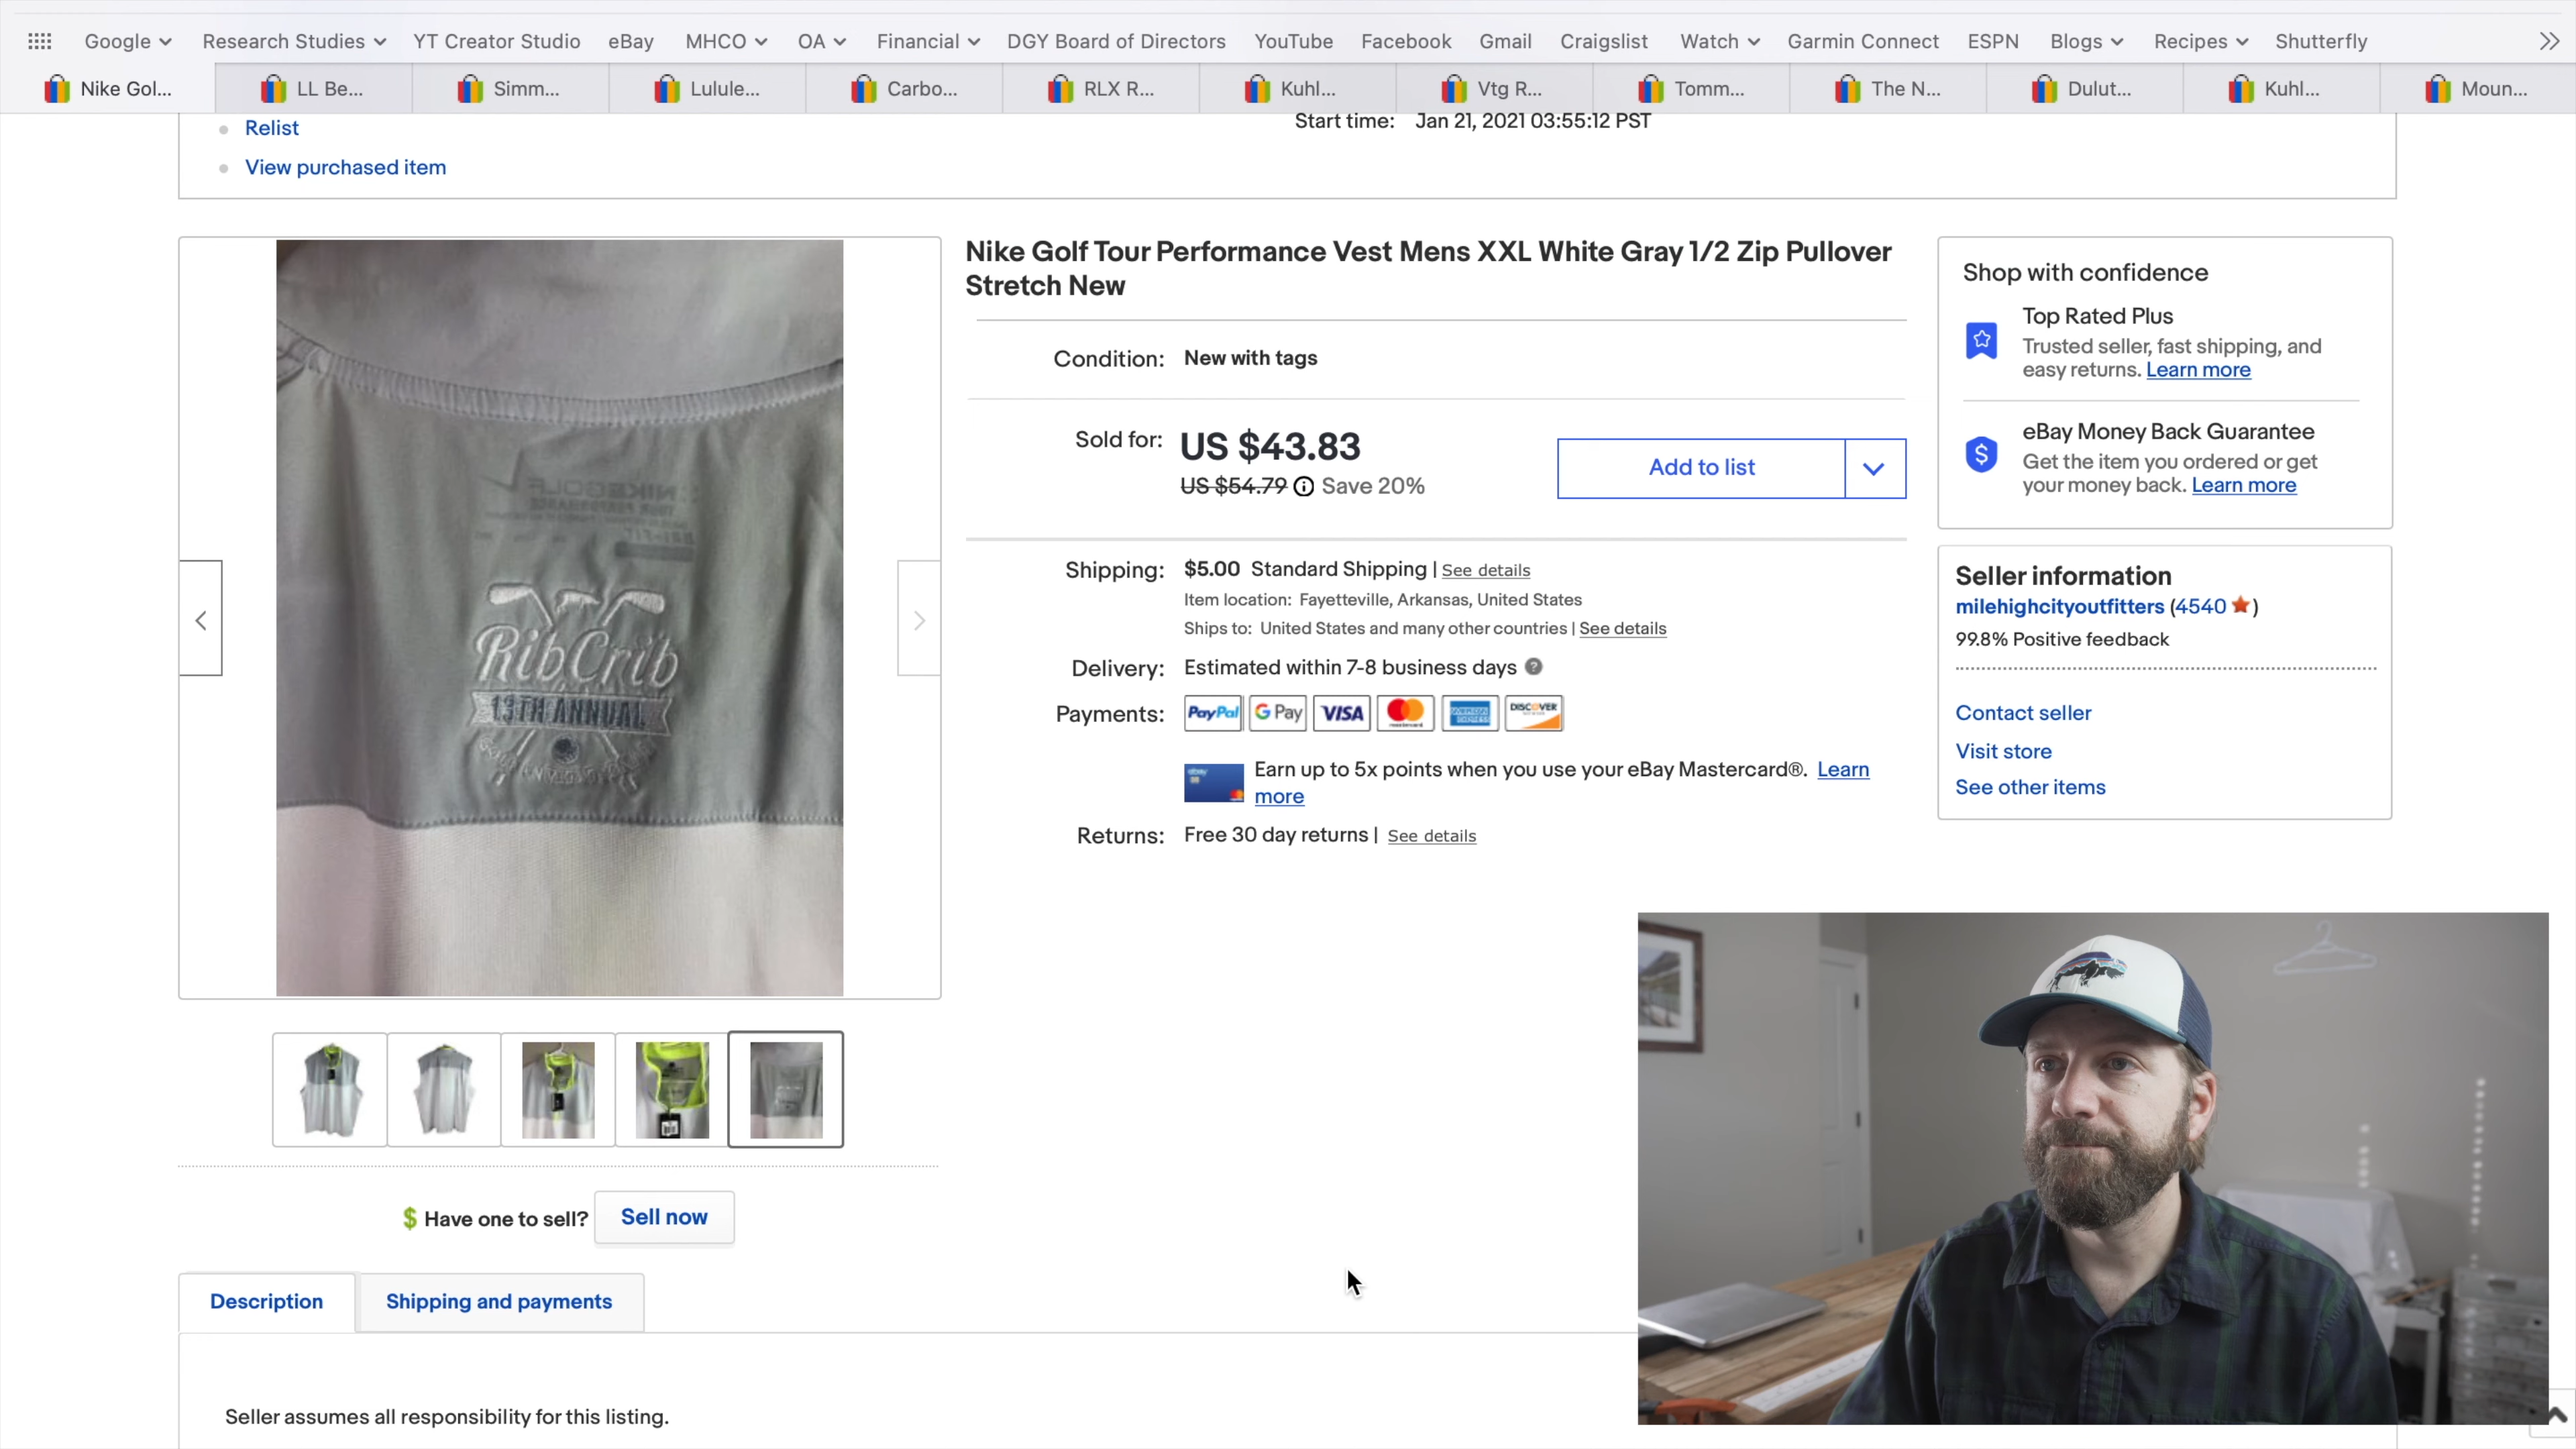 Google Research Studies YT Creator Studio eBay MHCO OA Financial DGY Board of Directors YouTube Facebook Gmail Craigslist Watch Garmin Connect ESPN Blogs Recipes Shutterfly
Nike Gol... LL Be... Simm... Lulule... Carbo... RLX R... Kuhl... Vtg R... Tomm... The N... Dulut... Kuhl... Moun...
Relist
Start time: Jan 21, 2021 03:55:12 PST
View purchased item
Nike Golf Tour Performance Vest Mens XXL White Gray 1/2 Zip Pullover
Stretch New
Condition: New with tags
Sold for: US $43.83
US $54.79 Save 20%
Add to list
Shipping: $5.00 Standard Shipping | See details
Item location: Fayetteville, Arkansas, United States
Ships to: United States and many other countries | See details
Delivery: Estimated within 7-8 business days
Payments: PayPal G Pay VISA mastercard AMERICAN EXPRESS DISCOVER
Earn up to 5x points when you use your eBay Mastercard®. Learn
more
Returns: Free 30 day returns | See details
Shop with confidence
Top Rated Plus
Trusted seller, fast shipping, and
easy returns. Learn more
eBay Money Back Guarantee
Get the item you ordered or get
your money back. Learn more
Seller information
milehighcityoutfitters (4540)
99.8% Positive feedback
Contact seller
Visit store
See other items
RibCrib
13TH ANNUAL
$ Have one to sell? Sell now
Description Shipping and payments
Seller assumes all responsibility for this listing.